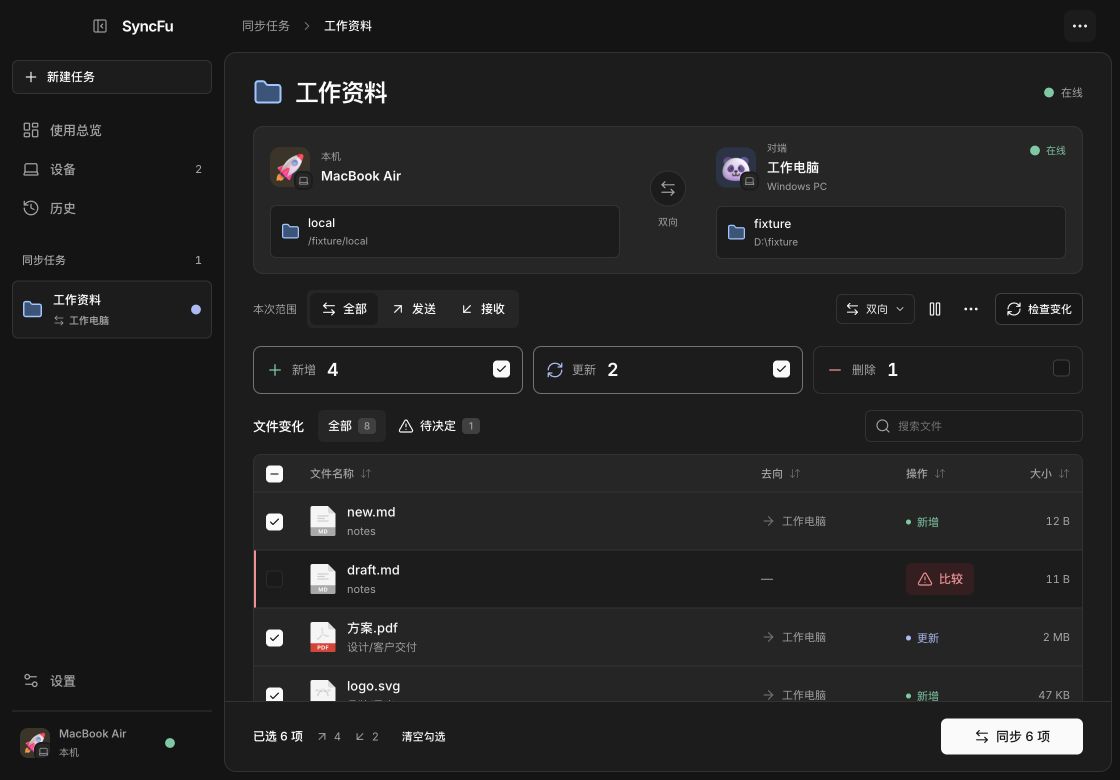 SyncFu
同步任务 工作资料
新建任务
使用总览
设备 2
历史
同步任务 1
工作资料
工作电脑
设置
MacBook Air
本机
工作资料
在线
本机
MacBook Air
local
/fixture/local
双向
对端
工作电脑
Windows PC
在线
fixture
D:\fixture
本次范围 全部 发送 接收 双向 检查变化
新增 4 更新 2 删除 1
文件变化 全部 8 待决定 1 搜索文件
文件名称 去向 操作 大小
MD new.md
notes
工作电脑 新增 12 B
MD draft.md
notes
— 比较 11 B
PDF 方案.pdf
设计/客户交付
工作电脑 更新 2 MB
logo.svg
工作电脑 新增 47 KB
已选 6 项 4 2 清空勾选 同步 6 项